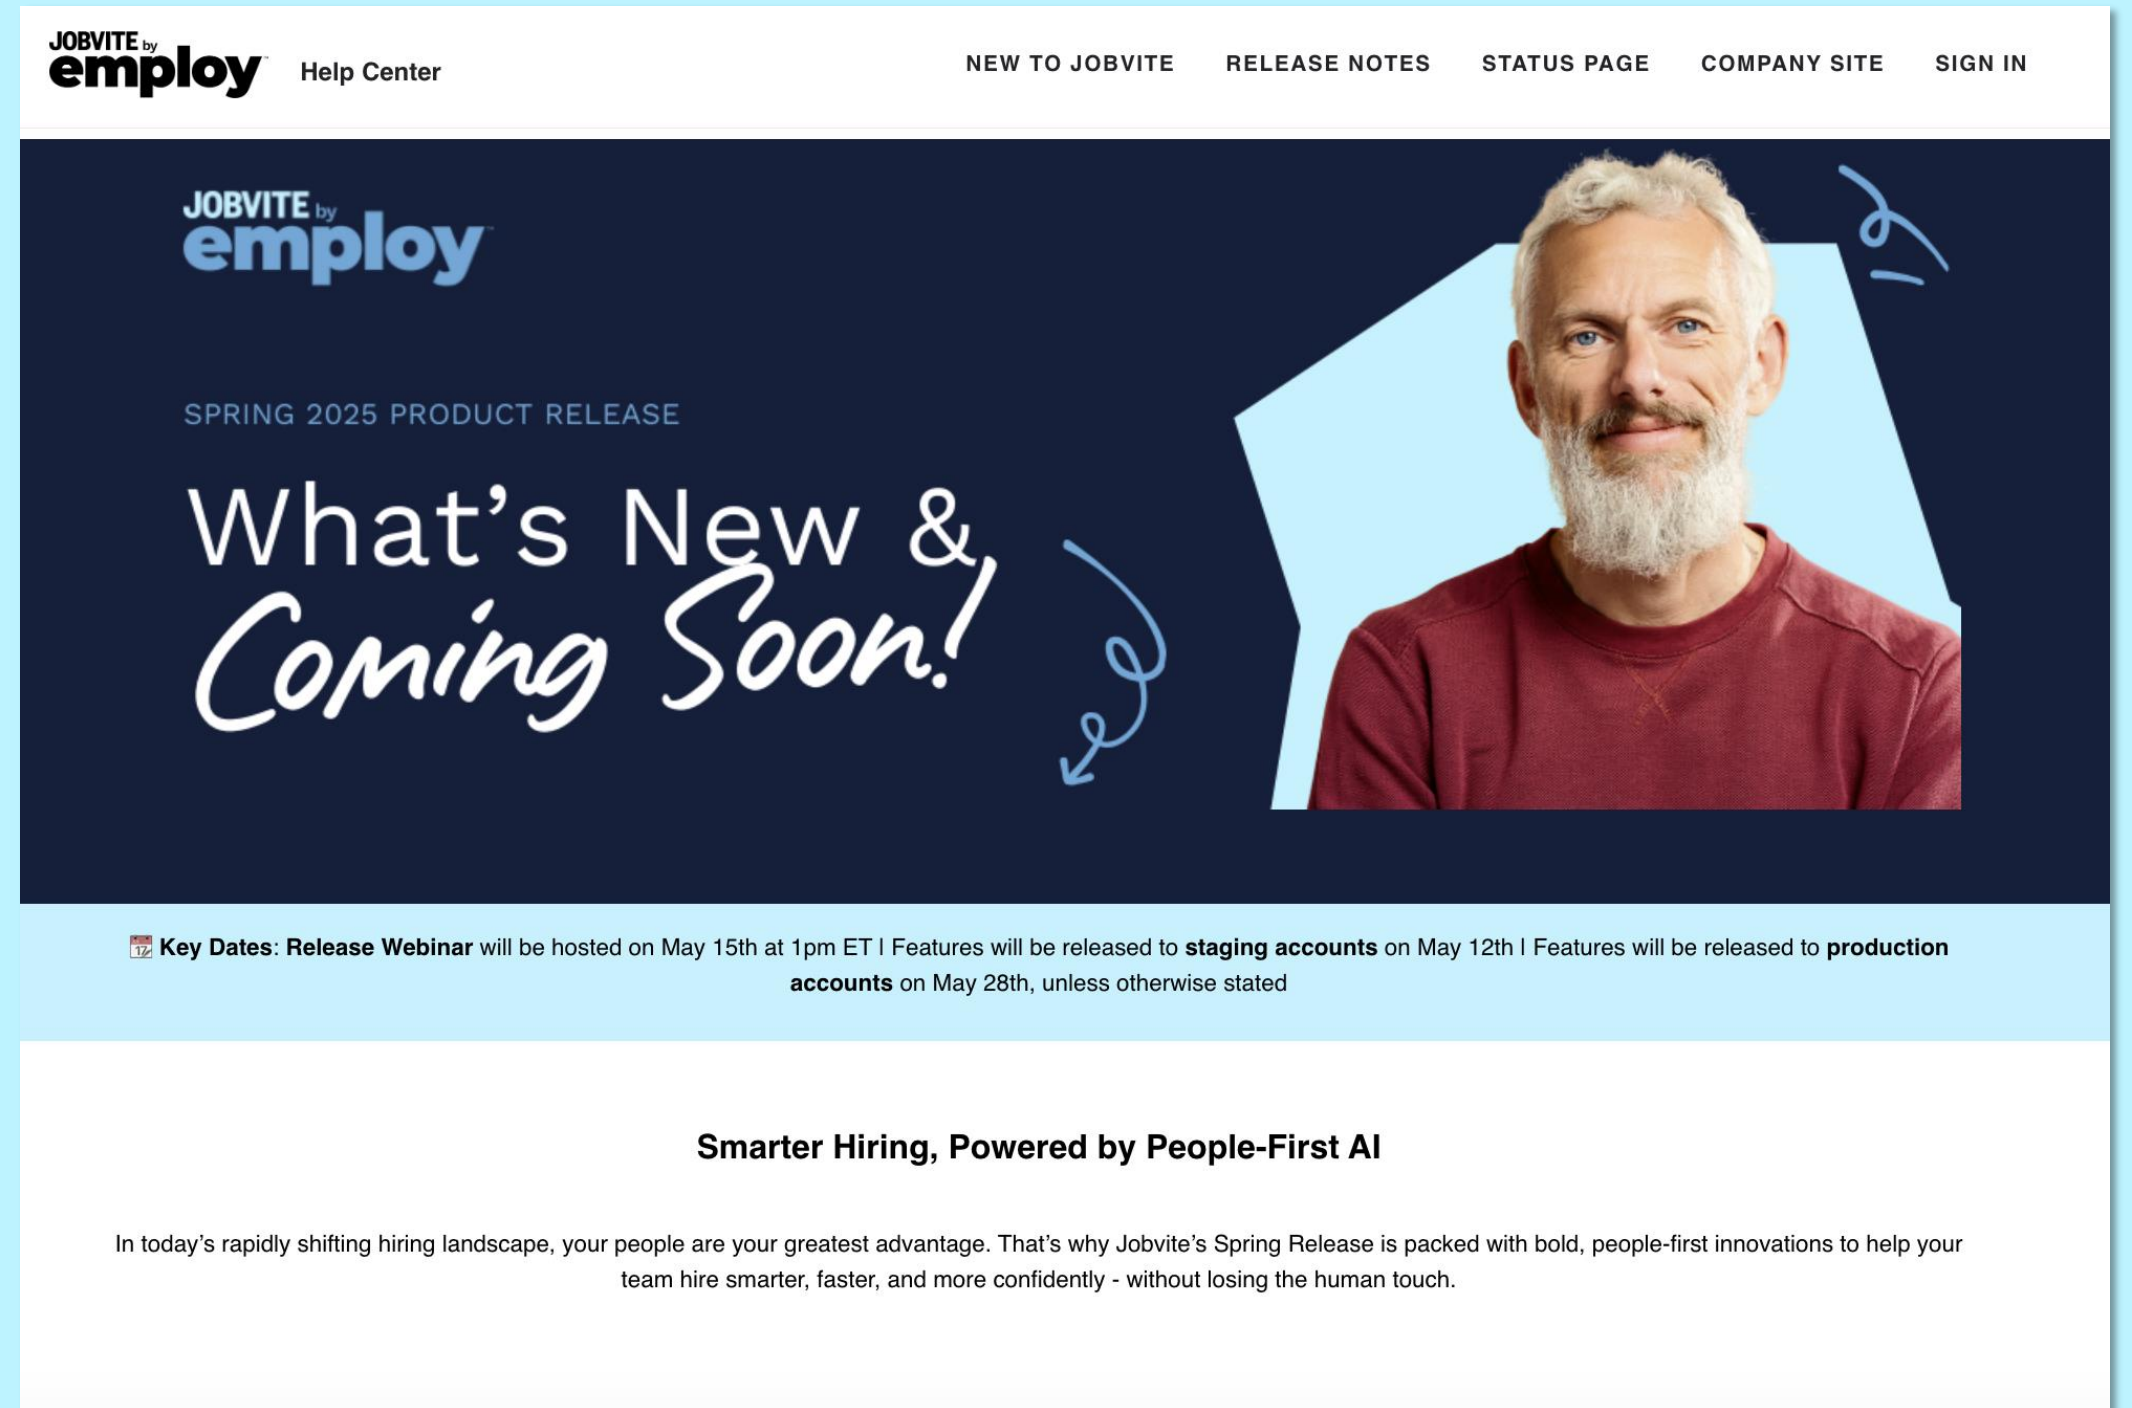 JOBVITE by
employ™
Help Center
NEW TO JOBVITE
RELEASE NOTES
STATUS PAGE
COMPANY SITE
SIGN IN
JOBVITE by
employ™
SPRING 2025 PRODUCT RELEASE
What’s New &
Coming Soon!
17 Key Dates: Release Webinar will be hosted on May 15th at 1pm ET | Features will be released to staging accounts on May 12th | Features will be released to production
accounts on May 28th, unless otherwise stated
Smarter Hiring, Powered by People-First AI
In today’s rapidly shifting hiring landscape, your people are your greatest advantage. That’s why Jobvite’s Spring Release is packed with bold, people-first innovations to help your
team hire smarter, faster, and more confidently - without losing the human touch.